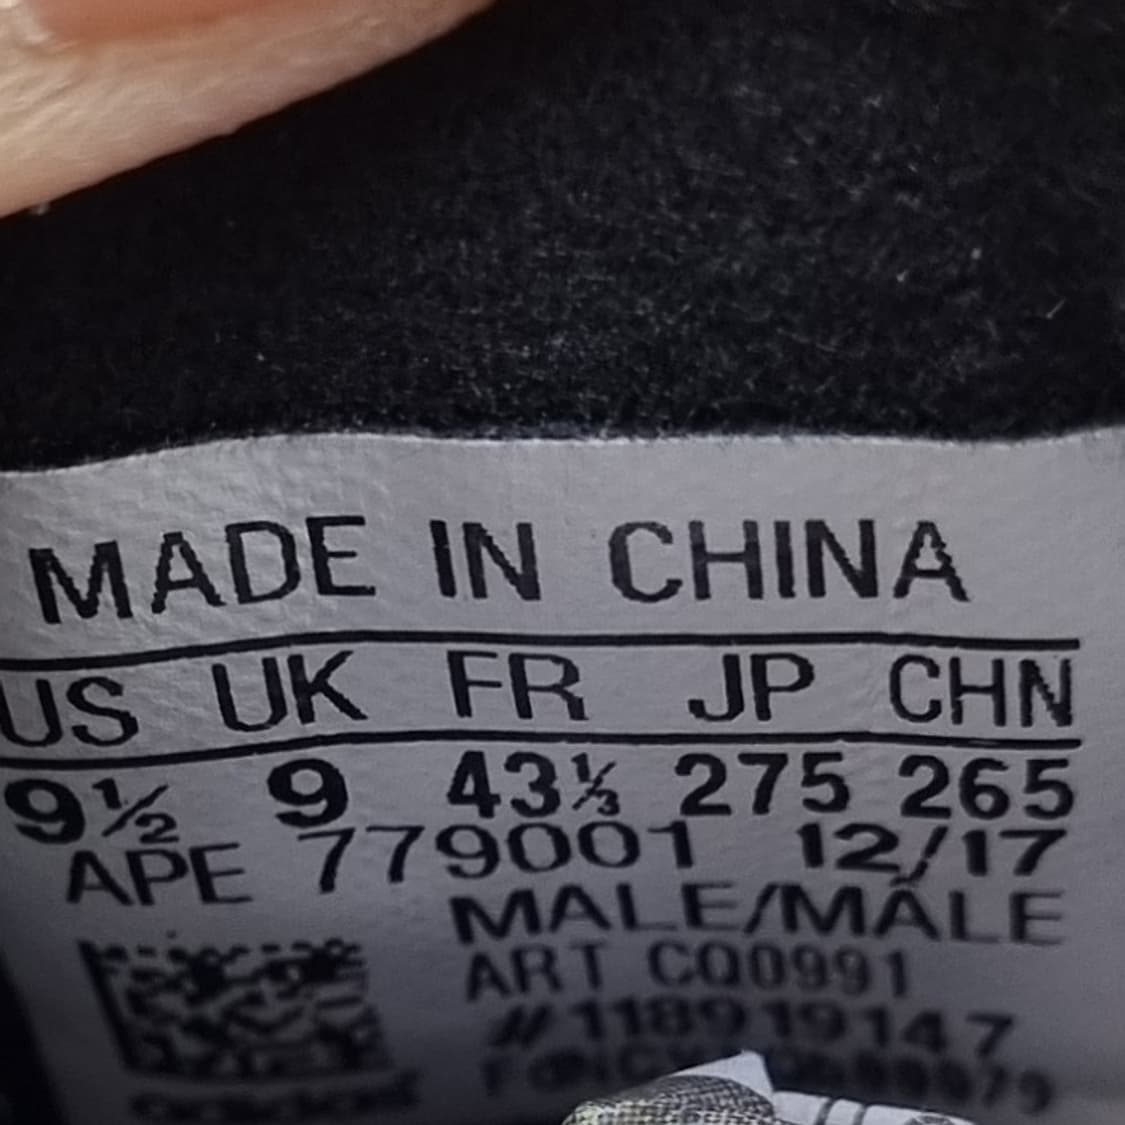 MADE IN CHINA
US UK FR JP CHN
9½ 9 43⅓ 275 265
APE 779001 12/17
MALE/MÂLE
ART CQ0991
#118919147